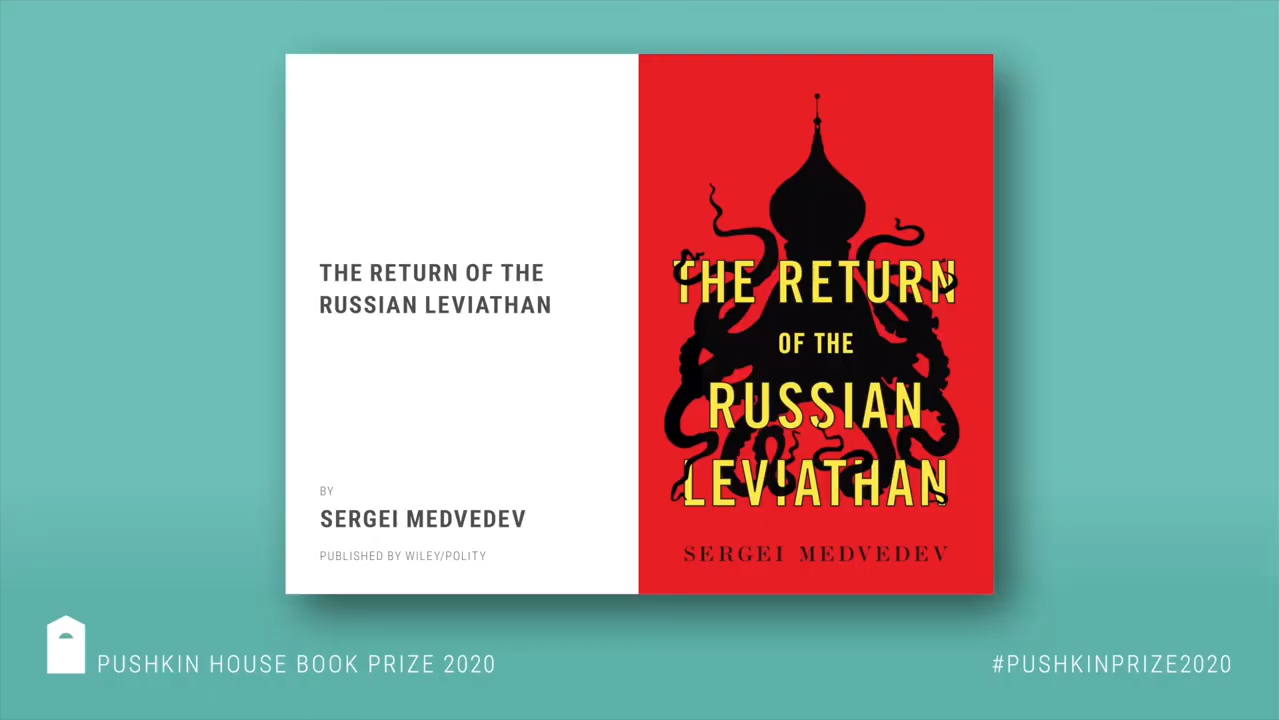 THE RETURN OF THE
RUSSIAN LEVIATHAN
BY
SERGEI MEDVEDEV
PUBLISHED BY WILEY/POLITY
THE RETURN
OF THE
RUSSIAN
LEVIATHAN
SERGEI MEDVEDEV
PUSHKIN HOUSE BOOK PRIZE 2020
#PUSHKINPRIZE2020